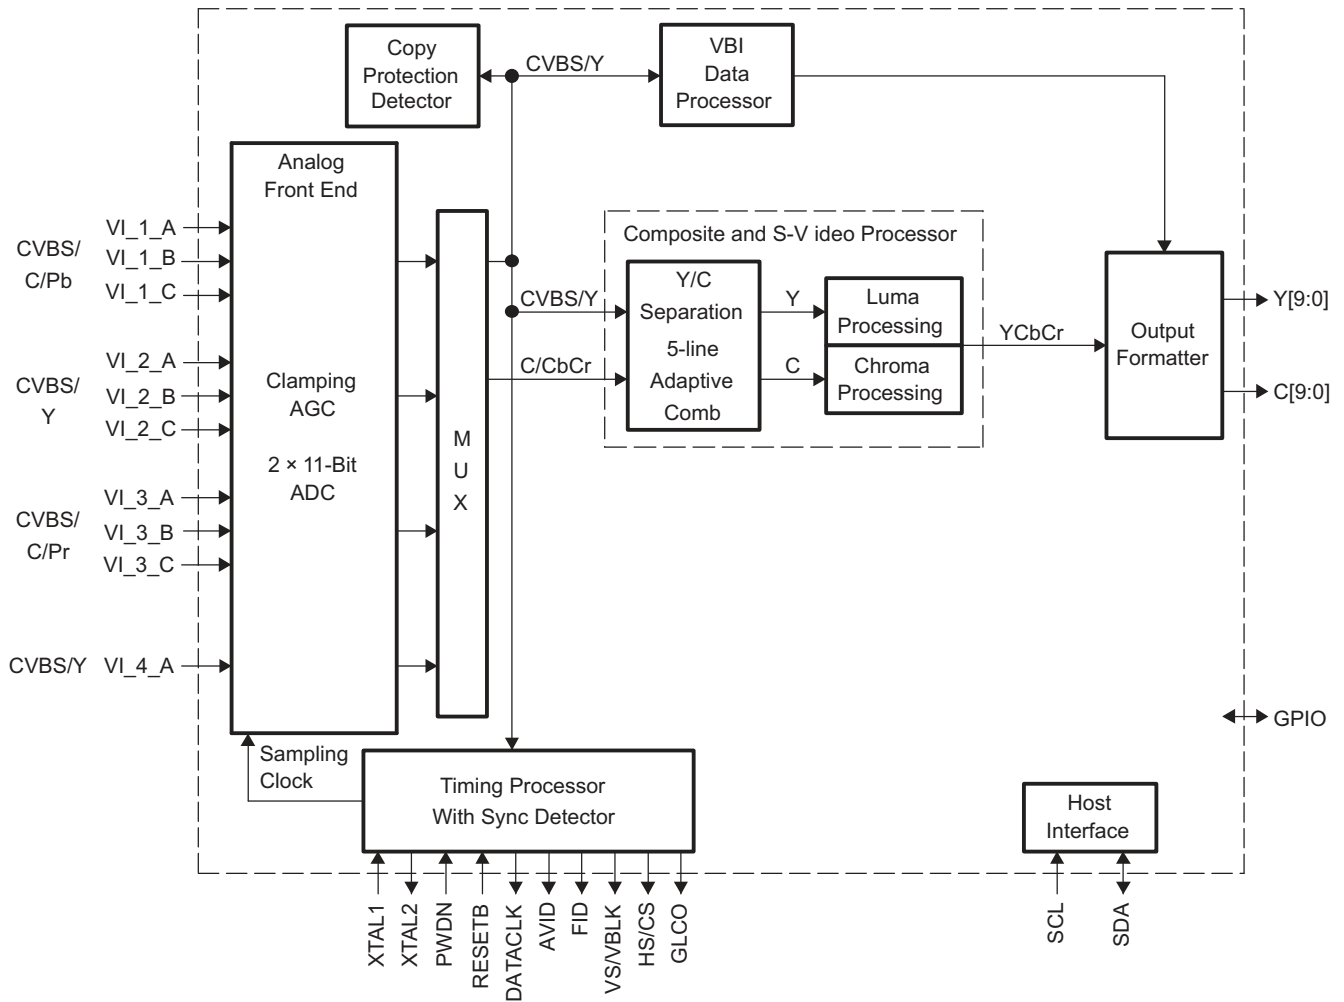 Copy
Protection
Detector
CVBS/Y
VBI
Data
Processor
Analog
Front End
Clamping
AGC
2 × 11-Bit
ADC
CVBS/
C/Pb
VI_1_A
VI_1_B
VI_1_C
CVBS/
Y
VI_2_A
VI_2_B
VI_2_C
CVBS/
C/Pr
VI_3_A
VI_3_B
VI_3_C
CVBS/Y
VI_4_A
M
U
X
CVBS/Y
C/CbCr
Composite and S-V ideo Processor
Y/C
Separation
5-line
Adaptive
Comb
Y
C
Luma
Processing
Chroma
Processing
YCbCr
Output
Formatter
Y[9:0]
C[9:0]
GPIO
Sampling
Clock
Timing Processor
With Sync Detector
XTAL1
XTAL2
PWDN
RESETB
DATACLK
AVID
FID
VS/VBLK
HS/CS
GLCO
Host
Interface
SCL
SDA